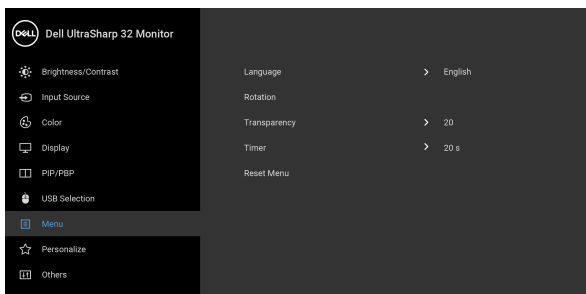 DELL Dell UltraSharp 32 Monitor
Brightness/Contrast
Input Source
Color
Display
PIP/PBP
USB Selection
Menu
Personalize
Others
Language English
Rotation
Transparency 20
Timer 20 s
Reset Menu